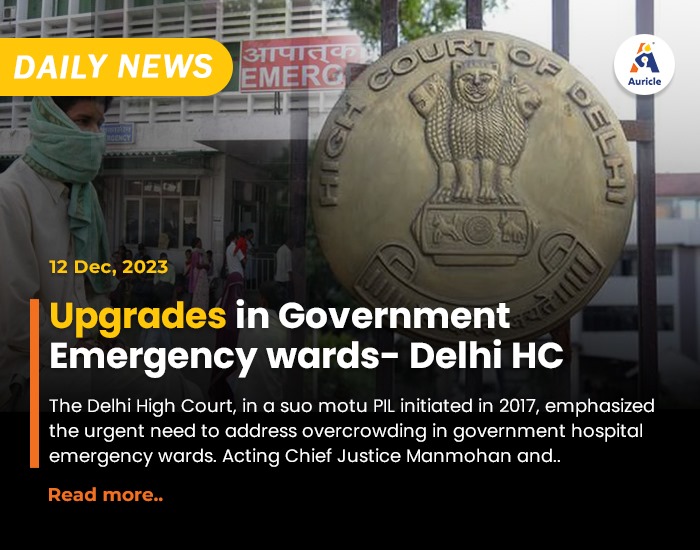 DAILY NEWS
आपातक
EMERG
HIGH COURT OF DELHI
Auricle
12 Dec, 2023
Upgrades in Government
Emergency wards- Delhi HC
The Delhi High Court, in a suo motu PIL initiated in 2017, emphasized
the urgent need to address overcrowding in government hospital
emergency wards. Acting Chief Justice Manmohan and..
Read more..